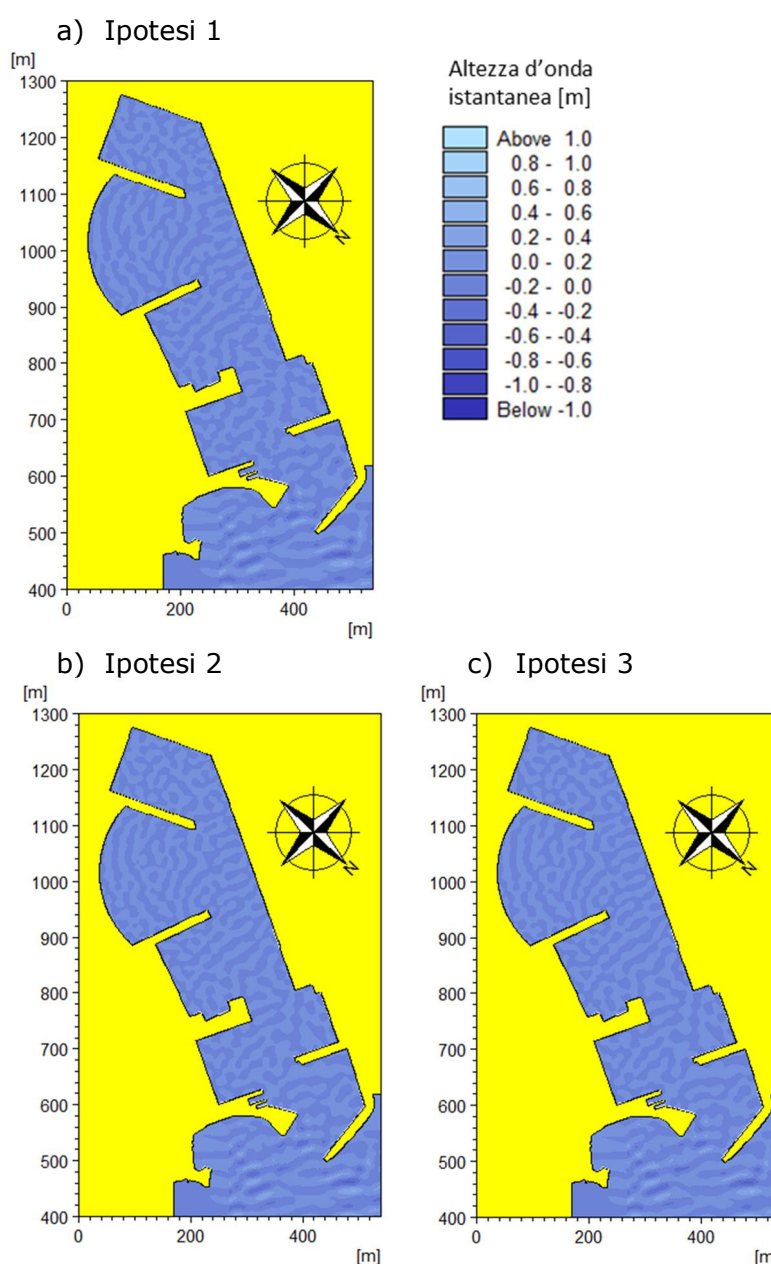 a) Ipotesi 1
[m]
1300
1200
1100
1000
900
800
700
600
500
400
0
200
400
[m]
N
Altezza d'onda
istantanea [m]
Above 1.0
0.8 - 1.0
0.6 - 0.8
0.4 - 0.6
0.2 - 0.4
0.0 - 0.2
-0.2 - 0.0
-0.4 - -0.2
-0.6 - -0.4
-0.8 - -0.6
-1.0 - -0.8
Below -1.0
b) Ipotesi 2
[m]
1300
1200
1100
1000
900
800
700
600
500
400
0
200
400
[m]
N
c) Ipotesi 3
[m]
1300
1200
1100
1000
900
800
700
600
500
400
0
200
400
[m]
N